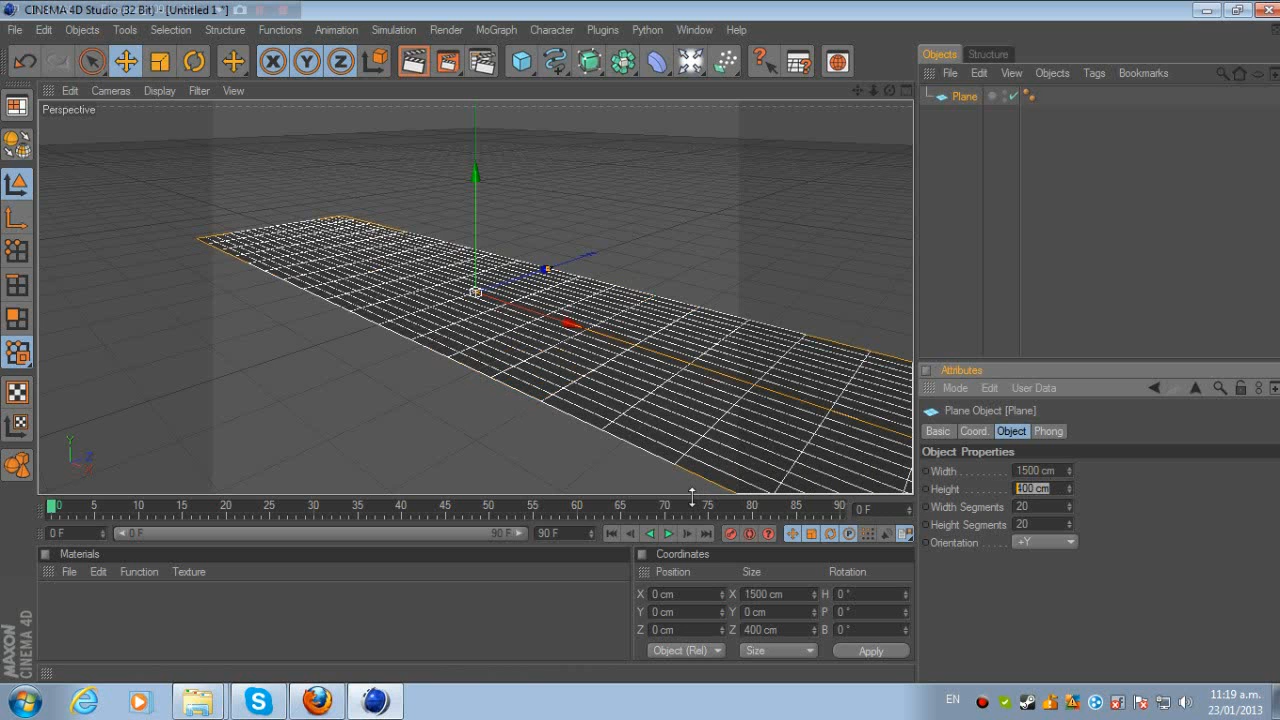 CINEMA 4D Studio (32 Bit) - [Untitled 1 *]
File Edit Objects Tools Selection Structure Functions Animation Simulation Render MoGraph Character Plugins Python Window Help
Edit Cameras Display Filter View
Perspective
Y
Z
X
0 5 10 15 20 25 30 35 40 45 50 55 60 65 70 75 80 85 90
0 F
0 F 0 F 90 F 90 F
Materials
File Edit Function Texture
Coordinates
Position Size Rotation
X 0 cm X 1500 cm H 0 °
Y 0 cm Y 0 cm P 0 °
Z 0 cm Z 400 cm B 0 °
Object (Rel) Size Apply
Objects Structure
File Edit View Objects Tags Bookmarks
Plane
Attributes
Mode Edit User Data
Plane Object [Plane]
Basic Coord. Object Phong
Object Properties
Width 1500 cm
Height 400 cm
Width Segments 20
Height Segments 20
Orientation +Y
MAXON
CINEMA 4D
EN
11:19 a.m.
23/01/2013